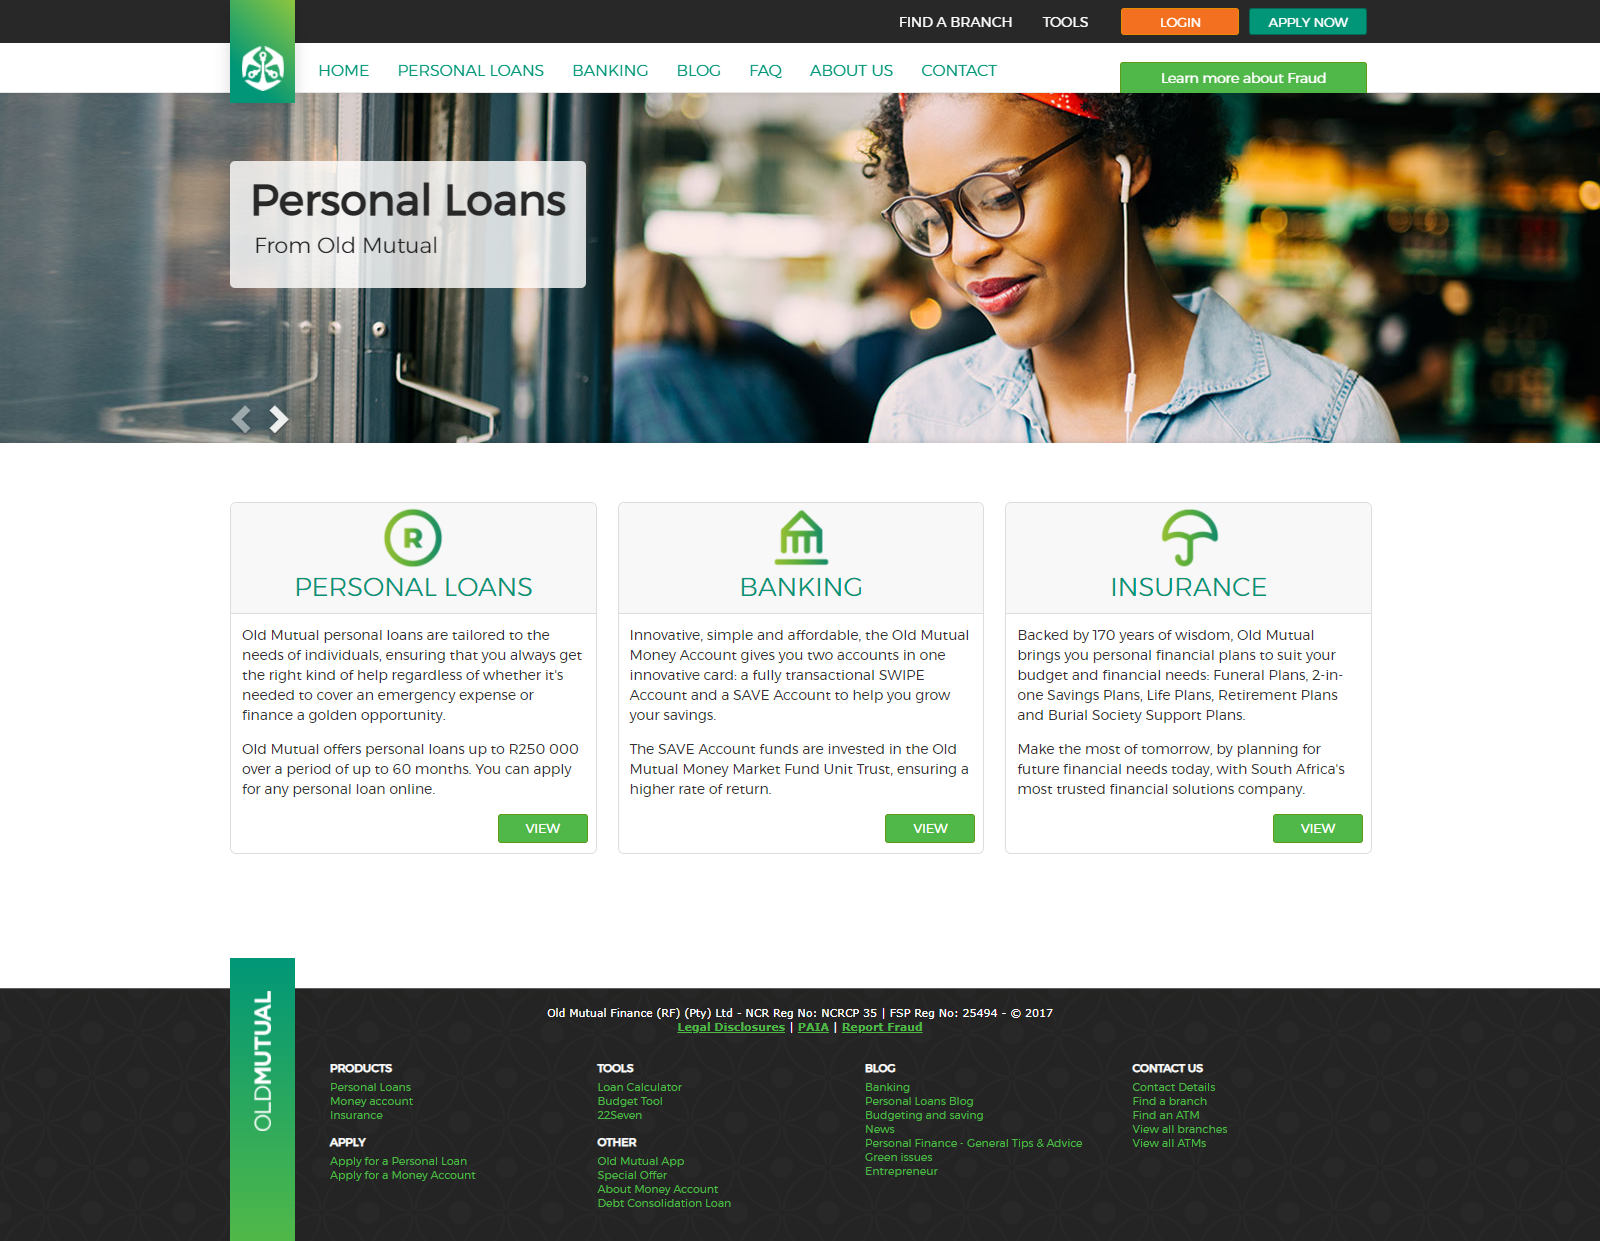 FIND A BRANCH TOOLS LOGIN APPLY NOW
HOME PERSONAL LOANS BANKING BLOG FAQ ABOUT US CONTACT
Learn more about Fraud
Personal Loans
From Old Mutual
R
PERSONAL LOANS
Old Mutual personal loans are tailored to the
needs of individuals, ensuring that you always get
the right kind of help regardless of whether it's
needed to cover an emergency expense or
finance a golden opportunity.
Old Mutual offers personal loans up to R250 000
over a period of up to 60 months. You can apply
for any personal loan online.
VIEW
BANKING
Innovative, simple and affordable, the Old Mutual
Money Account gives you two accounts in one
innovative card: a fully transactional SWIPE
Account and a SAVE Account to help you grow
your savings.
The SAVE Account funds are invested in the Old
Mutual Money Market Fund Unit Trust, ensuring a
higher rate of return.
VIEW
INSURANCE
Backed by 170 years of wisdom, Old Mutual
brings you personal financial plans to suit your
budget and financial needs: Funeral Plans, 2-in-
one Savings Plans, Life Plans, Retirement Plans
and Burial Society Support Plans.
Make the most of tomorrow, by planning for
future financial needs today, with South Africa's
most trusted financial solutions company.
VIEW
OLDMUTUAL
Old Mutual Finance (RF) (Pty) Ltd - NCR Reg No: NCRCP 35 | FSP Reg No: 25494 - © 2017
Legal Disclosures | PAIA | Report Fraud
PRODUCTS
Personal Loans
Money account
Insurance
APPLY
Apply for a Personal Loan
Apply for a Money Account
TOOLS
Loan Calculator
Budget Tool
22Seven
OTHER
Old Mutual App
Special Offer
About Money Account
Debt Consolidation Loan
BLOG
Banking
Personal Loans Blog
Budgeting and saving
News
Personal Finance - General Tips & Advice
Green issues
Entrepreneur
CONTACT US
Contact Details
Find a branch
Find an ATM
View all branches
View all ATMs